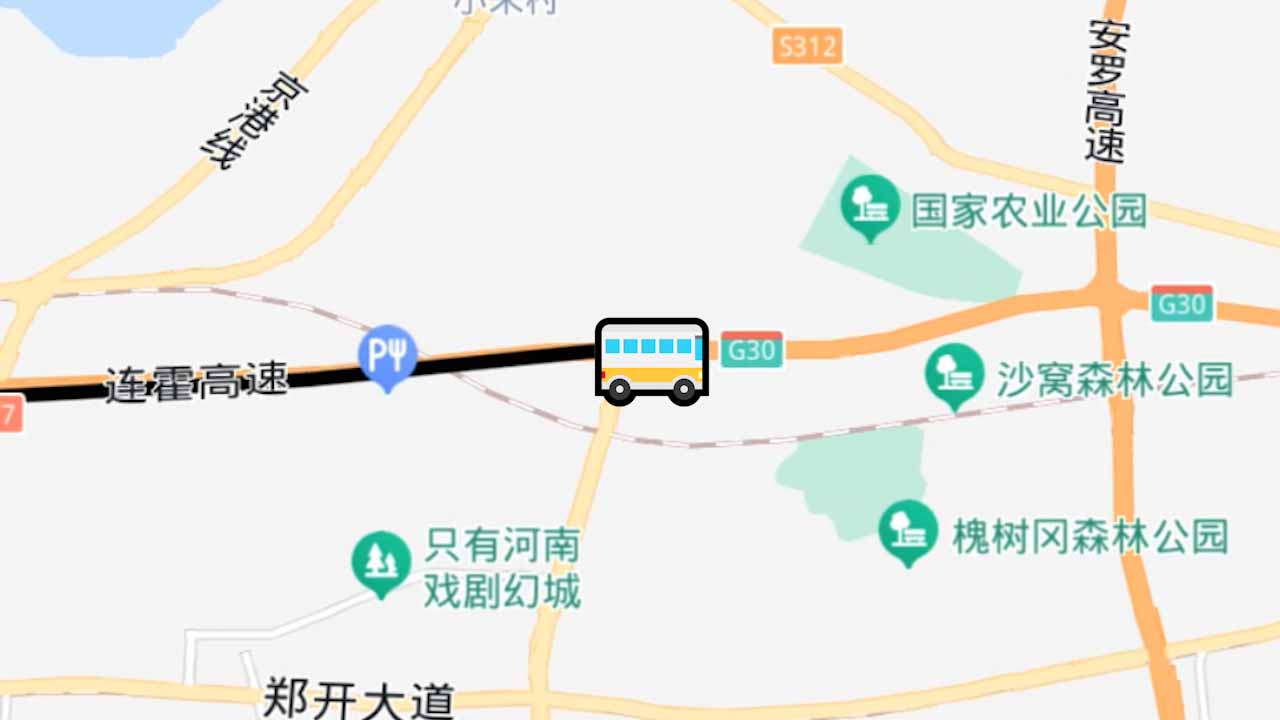 S312
安罗高速
京港线
国家农业公园
G30
G30
连霍高速
沙窝森林公园
7
槐树冈森林公园
只有河南
戏剧幻城
郑开大道